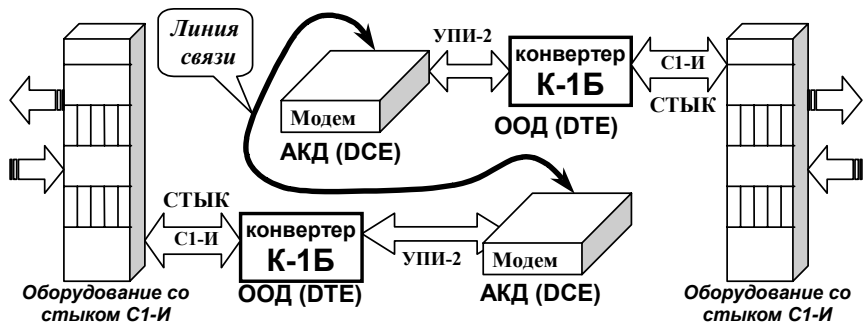 Линия
связи
УПИ-2
конвертер
К-1Б
С1-И
СТЫК
Модем
АКД (DCE)
ООД (DTE)
СТЫК
С1-И
конвертер
К-1Б
ООД (DTE)
УПИ-2
Модем
АКД (DCE)
Оборудование со
стыком С1-И
Оборудование со
стыком С1-И